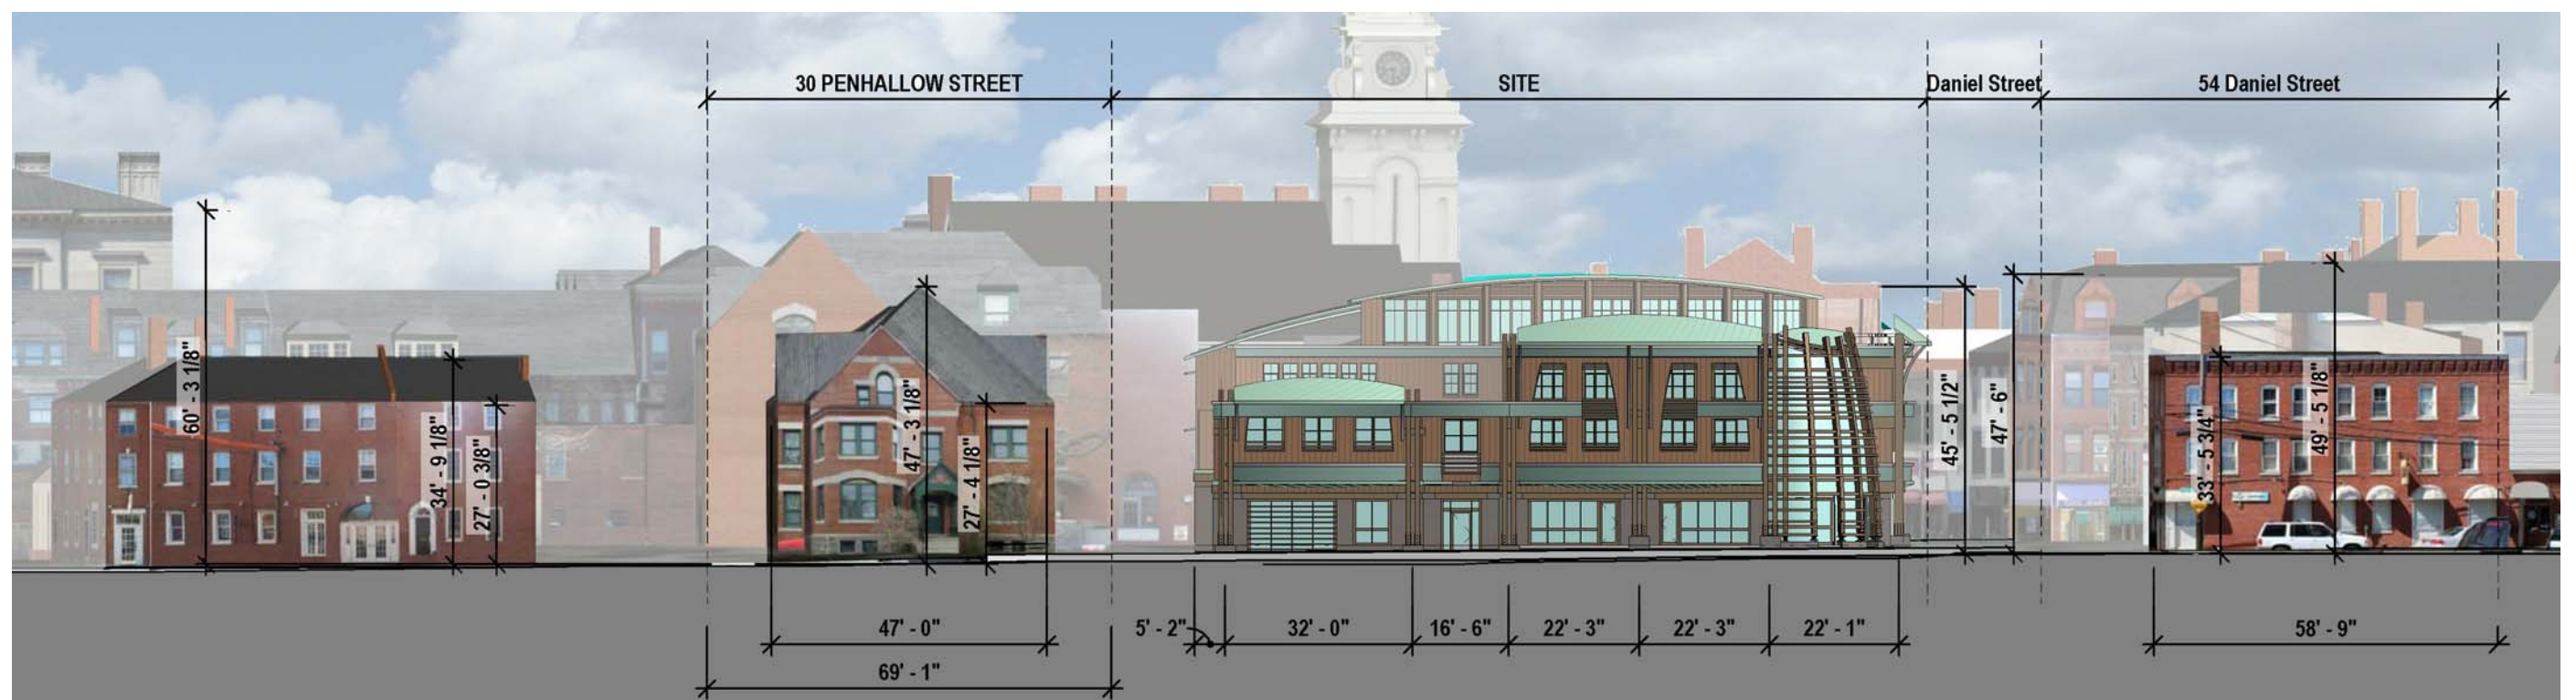 30 PENHALLOW STREET
SITE
Daniel Street
54 Daniel Street
60' - 3 1/8"
34' - 9 1/8"
27' - 0 3/8"
47' - 3 1/8"
27' - 4 1/8"
45' - 5 1/2"
47' - 6"
33' - 5 3/4"
49' - 5 1/8"
47' - 0"
69' - 1"
5' - 2"
32' - 0"
16' - 6"
22' - 3"
22' - 3"
22' - 1"
58' - 9"